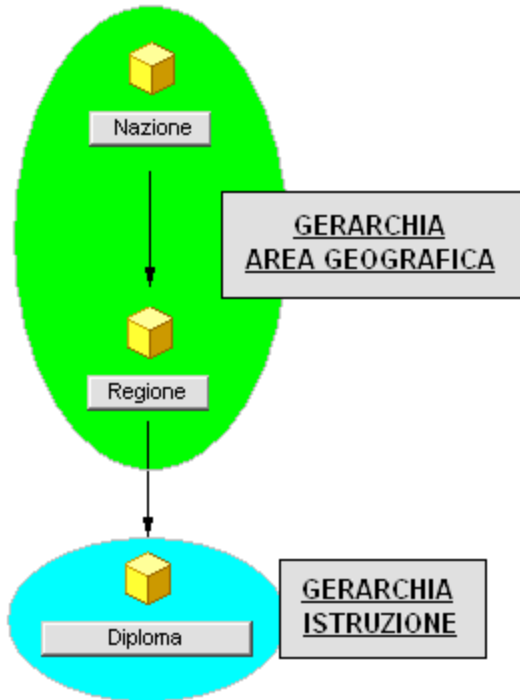 Nazione
GERARCHIA
AREA GEOGRAFICA
Regione
GERARCHIA
ISTRUZIONE
Diploma